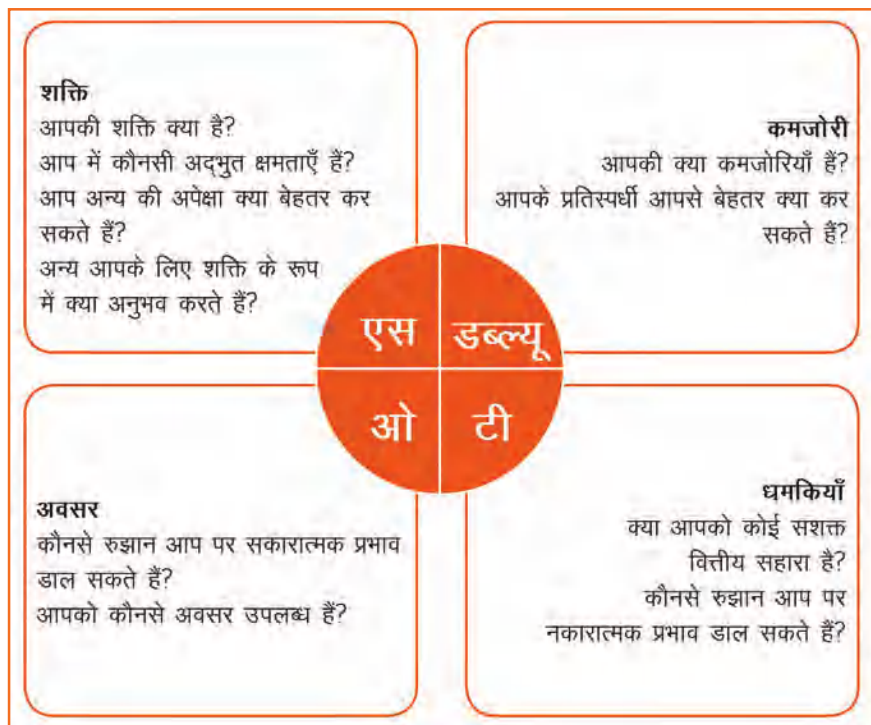 शक्ति
आपकी शक्ति क्या है?
आप में कौनसी अद्‌भुत क्षमताएँ हैं?
आप अन्य की अपेक्षा क्या बेहतर कर
सकते हैं?
अन्य आपके लिए शक्ति के रूप
में क्या अनुभव करते हैं?
कमजोरी
आपकी क्या कमजोरियाँ हैं?
आपके प्रतिस्पर्धी आपसे बेहतर क्या कर
सकते हैं?
एस
डब्ल्यू
ओ
टी
अवसर
कौनसे रुझान आप पर सकारात्मक प्रभाव
डाल सकते हैं?
आपको कौनसे अवसर उपलब्ध हैं?
धमकियाँ
क्या आपको कोई सशक्त
वित्तीय सहारा है?
कौनसे रुझान आप पर
नकारात्मक प्रभाव डाल सकते हैं?